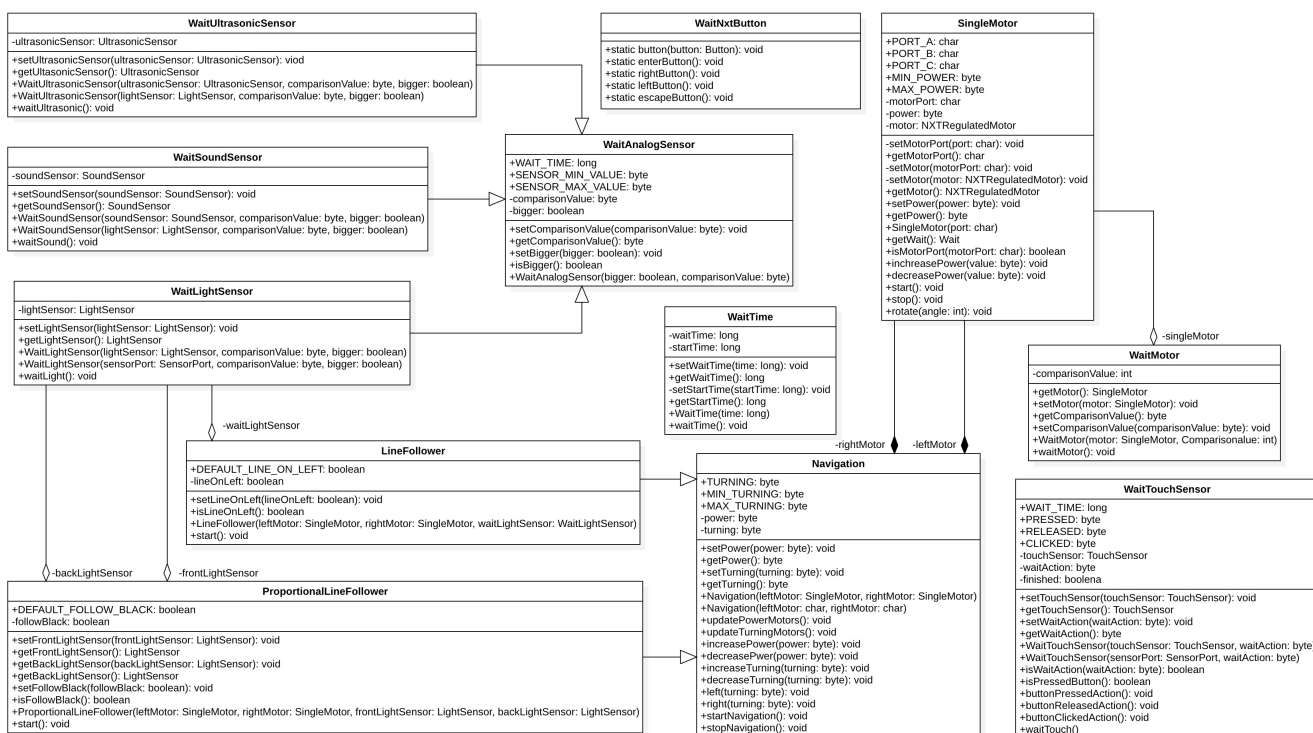 WaitUltrasonicSensor
-ultrasonicSensor: UltrasonicSensor
+setUltrasonicSensor(ultrasonicSensor: UltrasonicSensor): viod
+getUltasonicSensor(): UltrasonicSensor
+WaitUltrasonicSensor(ultrasonicSensor: UltrasonicSensor, comparisonValue: byte, bigger: boolean)
+WaitUltrasonicSensor(lightSensor: LightSensor, comparisonValue: byte, bigger: boolean)
+waitUltrasonic(): void
WaitNxtButton
+static button(button: Button): void
+static enterButton(): void
+static rightButton(): void
+static leftButton(): void
+static escapeButton(): void
SingleMotor
+PORT_A: char
+PORT_B: char
+PORT_C: char
+MIN_POWER: byte
+MAX_POWER: byte
-motorPort: char
-power: byte
-motor: NXTRegulatedMotor
-setMotorPort(port: char): void
+getMotorPort(): char
-setMotor(motorPort: char): void
-setMotor(motor: NXTRegulatedMotor): void
+getMotor(): NXTRegulatedMotor
+setPower(power: byte): void
+getPower(): byte
+SingleMotor(port: char)
+getWait(): Wait
+isMotorPort(motorPort: char): boolean
+inchreasePower(value: byte): void
+decreasePower(value: byte): void
+start(): void
+stop(): void
+rotate(angle: int): void
WaitSoundSensor
-soundSensor: SoundSensor
+setSoundSensor(soundSensor: SoundSensor): void
+getSoundSensor(): SoundSensor
+WaitSoundSensor(soundSensor: SoundSensor, comparisonValue: byte, bigger: boolean)
+WaitSoundSensor(lightSensor: LightSensor, comparisonValue: byte, bigger: boolean)
+waitSound(): void
WaitAnalogSensor
+WAIT_TIME: long
+SENSOR_MIN_VALUE: byte
+SENSOR_MAX_VALUE: byte
-comparisonValue: byte
-bigger: boolean
+setComparisonValue(comparisonValue: byte): void
+getComparisonValue(): byte
+setBigger(bigger: boolean): void
+isBigger(): boolean
+WaitAnalogSensor(bigger: boolean, comparisonValue: byte)
WaitLightSensor
-lightSensor: LightSensor
+setLightSensor(lightSensor: LightSensor): void
+getLightSensor(): LightSensor
+WaitLightSensor(lightSensor: LightSensor, comparisonValue: byte, bigger: boolean)
+WaitLightSensor(sensorPort: SensorPort, comparisonValue: byte, bigger: boolean)
+waitLight(): void
WaitTime
-waitTime: long
-startTime: long
+setWaitTime(time: long): void
+getWaitTime(): long
-setStartTime(startTime: long): void
+getStartTime(): long
+WaitTime(time: long)
+waitTime(): void
-singleMotor
WaitMotor
-comparisonValue: int
+getMotor(): SingleMotor
+setMotor(motor: SingleMotor): void
+getComparisonValue(): byte
+setComparisonValue(comparisonValue: byte): void
+WaitMotor(motor: SingleMotor, Comparisonalue: int)
+waitMotor(): void
-waitLightSensor
-rightMotor
-leftMotor
LineFollower
+DEFAULT_LINE_ON_LEFT: boolean
-lineOnLeft: boolean
+setLineOnLeft(lineOnLeft: boolean): void
+isLineOnLeft(): boolean
+LineFollower(leftMotor: SingleMotor, rightMotor: SingleMotor, waitLightSensor: WaitLightSensor)
+start(): void
Navigation
+TURNING: byte
+MIN_TURNING: byte
+MAX_TURNING: byte
-power: byte
-turning: byte
+setPower(power: byte): void
+getPower(): byte
+setTurning(turning: byte): void
+getTurning(): byte
+Navigation(leftMotor: SingleMotor, rightMotor: SingleMotor)
+Navigation(leftMotor: char, rightMotor: char)
+updatePowerMotors(): void
+updateTurningMotors(): void
+increasePower(power: byte): void
+decreasePwer(power: byte): void
+increaseTurning(turning: byte): void
+decreaseTurning(turning: byte): void
+left(turning: byte): void
+right(turning: byte): void
+startNavigation(): void
+stopNavigation(): void
WaitTouchSensor
+WAIT_TIME: long
+PRESSED: byte
+RELEASED: byte
+CLICKED: byte
-touchSensor: TouchSensor
-waitAction: byte
-finished: boolena
+setTouchSensor(touchSensor: TouchSensor): void
+getTouchSensor(): TouchSensor
+setWaitAction(waitAction: byte): void
+getWaitAction(): byte
+WaitTouchSensor(touchSensor: TouchSensor, waitAction: byte)
+WaitTouchSensor(sensorPort: SensorPort, waitAction: byte)
+isWaitAction(waitAction: byte): boolean
+isPressedButton(): boolean
+buttonPressedAction(): void
+buttonReleasedAction(): void
+buttonClickedAction(): void
+waitTouch()
-backLightSensor
-frontLightSensor
ProportionalLineFollower
+DEFAULT_FOLLOW_BLACK: boolean
-followBlack: boolean
+setFrontLightSensor(frontLightSensor: LightSensor): void
+getFrontLightSensor(): LightSensor
+setBackLightSensor(backLightSensor: LightSensor): void
+getBackLightSensor(): LightSensor
+setFollowBlack(followBlack: boolean): void
+isFollowBlack(): boolean
+ProportionalLineFollower(leftMotor: SingleMotor, rightMotor: SingleMotor, frontLightSensor: LightSensor, backLightSensor: LightSensor)
+start(): void